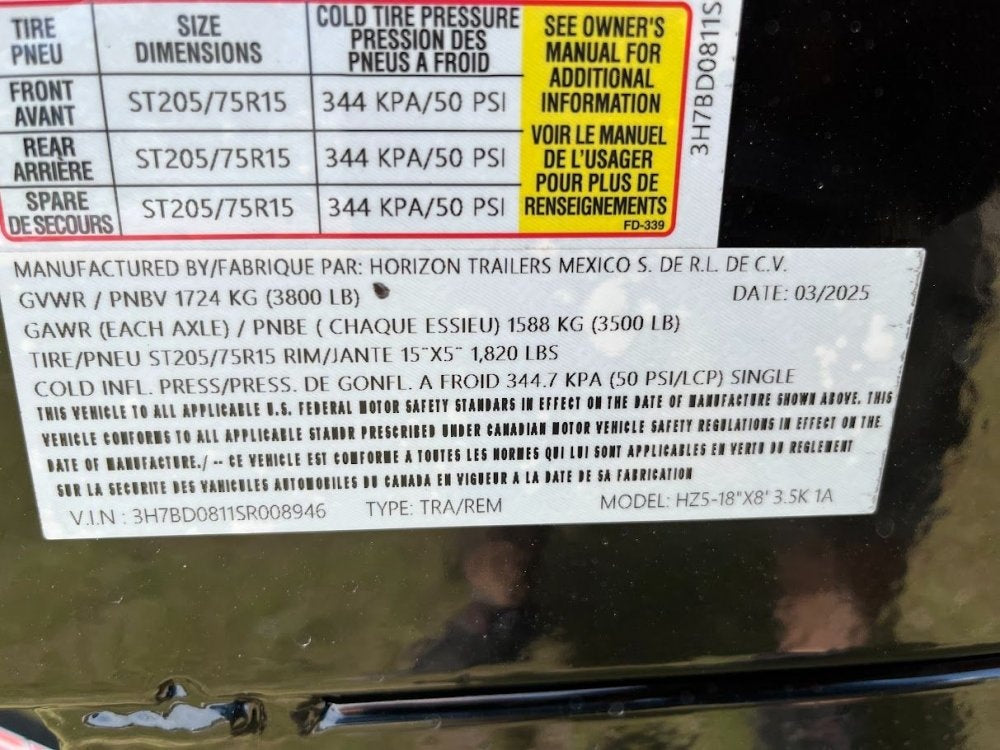 TIRE PNEU SIZE DIMENSIONS COLD TIRE PRESSURE PRESSION DES PNEUS A FROID
FRONT AVANT ST205/75R15 344 KPA/50 PSI
REAR ARRIÈRE ST205/75R15 344 KPA/50 PSI
SPARE DE SECOURS ST205/75R15 344 KPA/50 PSI
SEE OWNER'S
MANUAL FOR
ADDITIONAL
INFORMATION
VOIR LE MANUEL
DE L'USAGER
POUR PLUS DE
RENSEIGNEMENTS
FD-339
3H7BD0811S
MANUFACTURED BY/FABRIQUE PAR: HORIZON TRAILERS MEXICO S. DE R.L. DE C.V.
GVWR / PNBV 1724 KG (3800 LB) DATE: 03/2025
GAWR (EACH AXLE) / PNBE ( CHAQUE ESSIEU) 1588 KG (3500 LB)
TIRE/PNEU ST205/75R15 RIM/JANTE 15"X5" 1,820 LBS
COLD INFL. PRESS/PRESS. DE GONFL. A FROID 344.7 KPA (50 PSI/LCP) SINGLE
THIS VEHICLE TO ALL APPLICABLE U.S. FEDERAL MOTOR SAFETY STANDARS IN EFFECT ON THE DATE OF MANUFACTURE SHOWN ABOVE. THIS
VEHICLE CONFORMS TO ALL APPLICABLE STANDR PRESCRIBED UNDER CANADIAN MOTOR VEHICLE SAFETY REGULATIONS IN EFFECT ON THE
DATE OF MANUFACTURE./ -- CE VEHICLE EST CONFORME A TOUTES LES NORMES QUI LUI SONT APPLICABLES EN VERTU DU REGLEMENT
SUR LA SECURITE DES VAHICULES AUTOMOBILES DU CANADA EN VIGUEUR A LA DATE DE SA FABRICATION
V.I.N : 3H7BD0811SR008946 TYPE: TRA/REM MODEL: HZ5-18"X8' 3.5K 1A